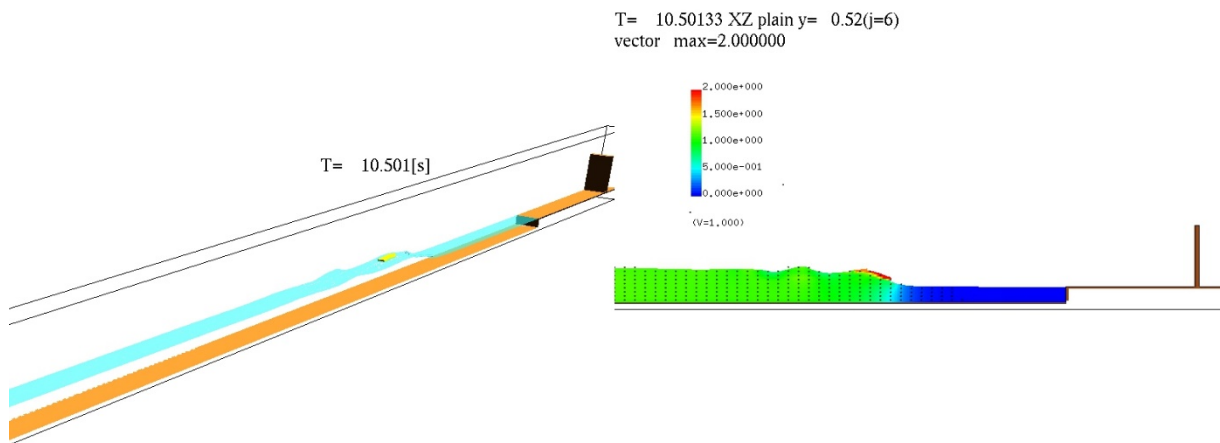 T= 10.501[s]
T= 10.50133 XZ plain y= 0.52(j=6)
vector max=2.000000
2.000e+000
1.500e+000
1.000e+000
5.000e-001
0.000e+000
(V=1.000)